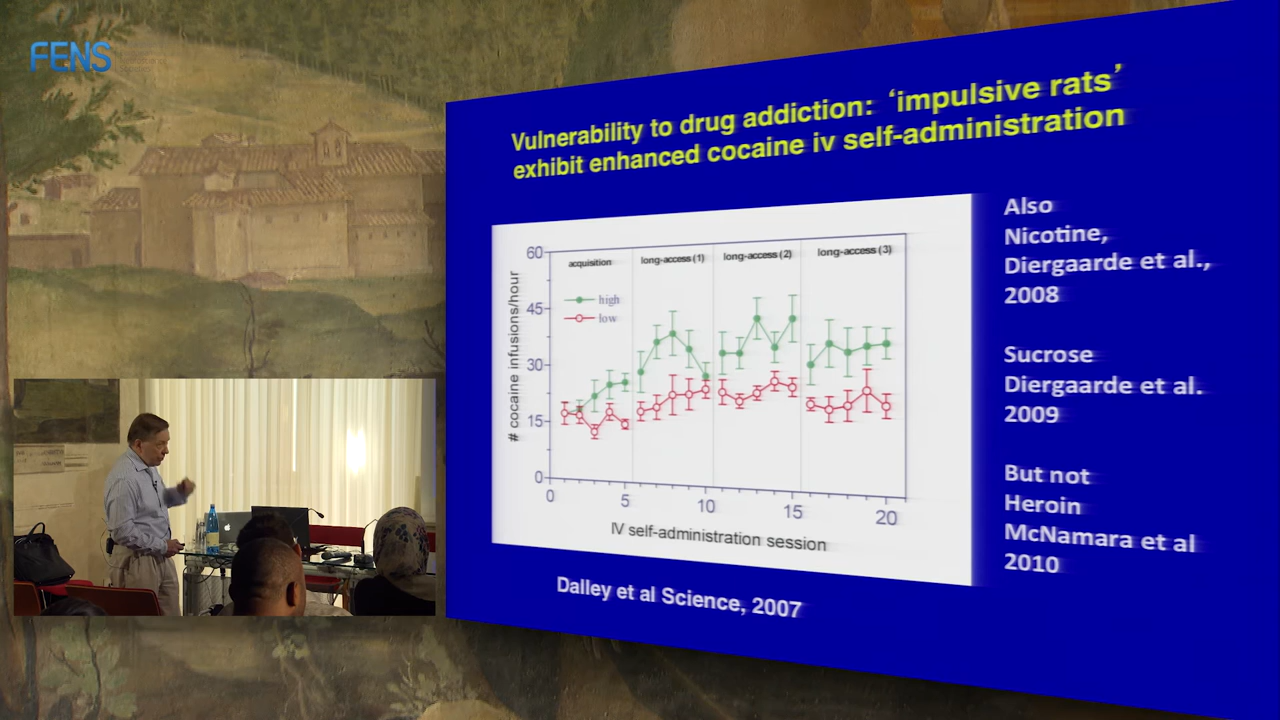 FENS
Vulnerability to drug addiction: ‘impulsive rats’
exhibit enhanced cocaine iv self-administration
60
45
30
15
0
# cocaine infusions/hour
acquisition
long-access (1)
long-access (2)
long-access (3)
high
low
0
5
10
15
20
IV self-administration session
Dalley et al Science, 2007
Also
Nicotine,
Diergaarde et al.,
2008
Sucrose
Diergaarde et al.
2009
But not
Heroin
McNamara et al
2010